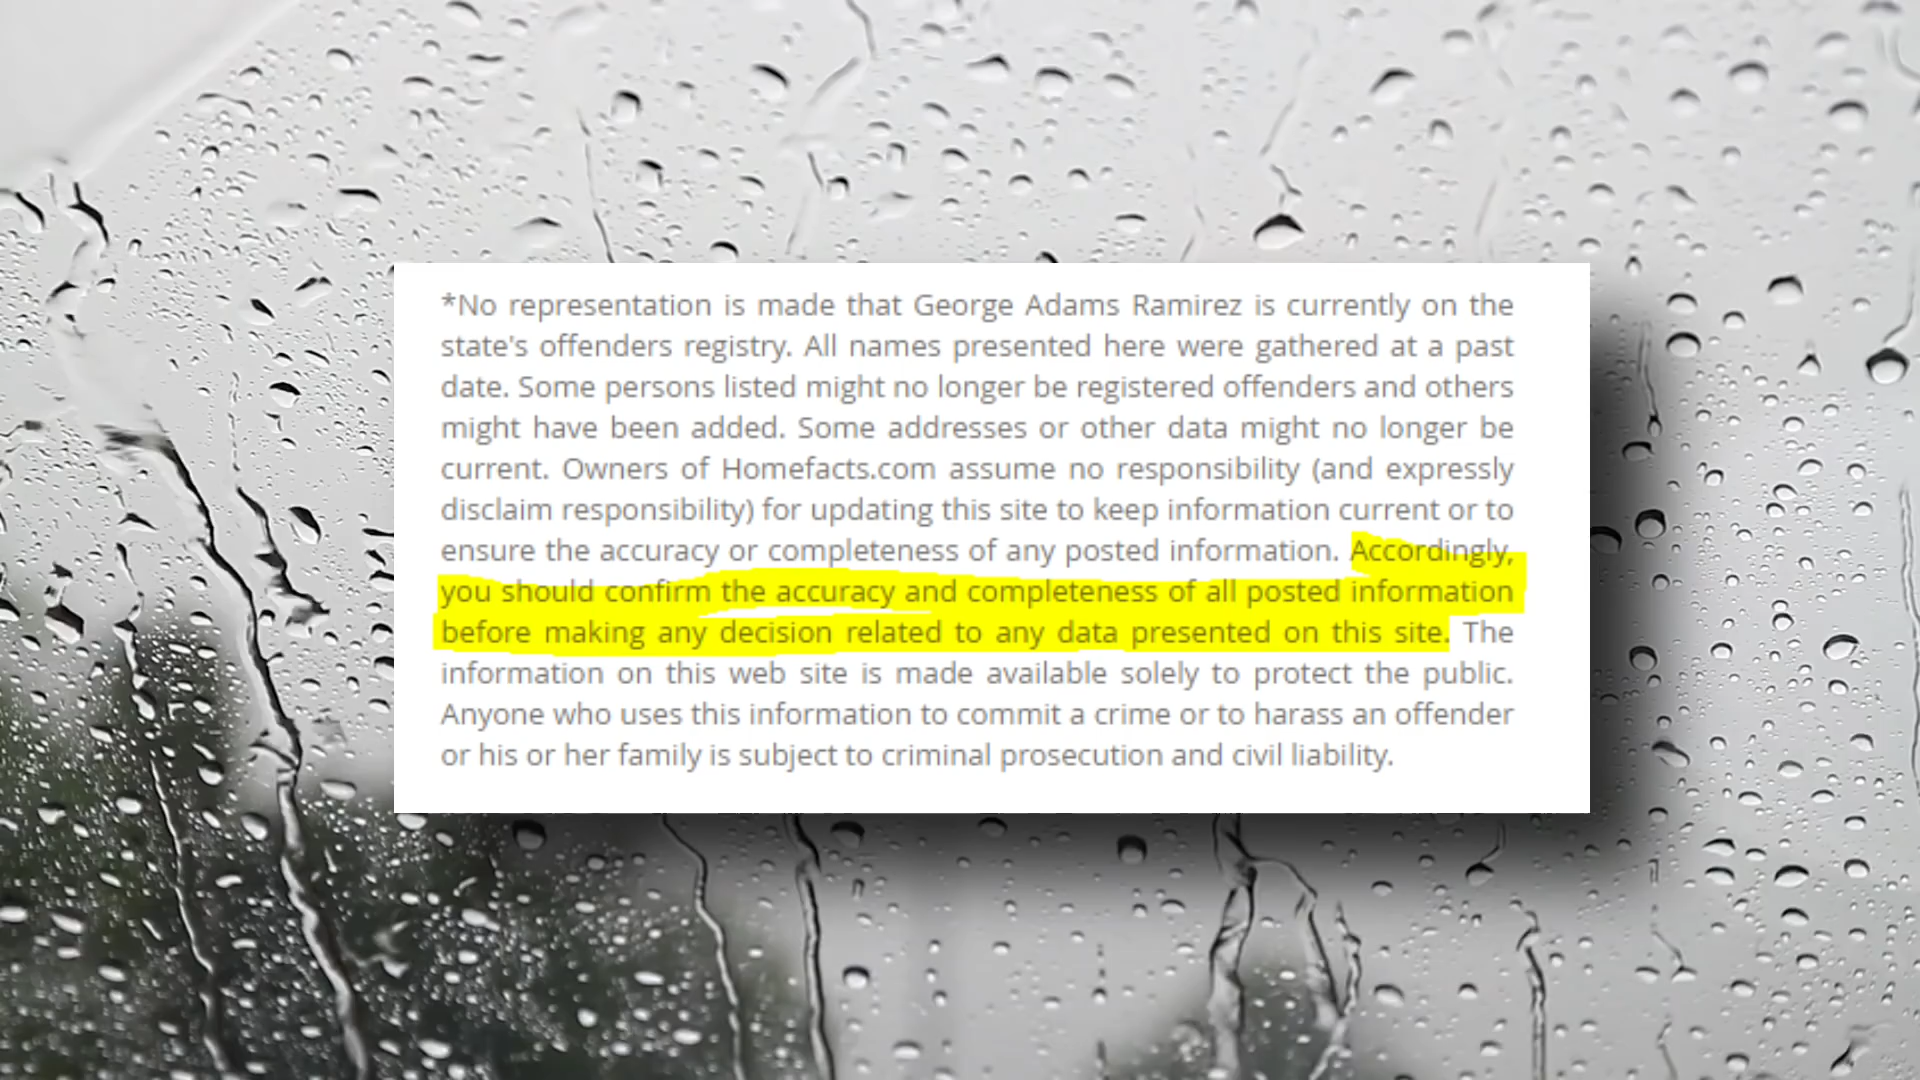 *No representation is made that George Adams Ramirez is currently on the
state's offenders registry. All names presented here were gathered at a past
date. Some persons listed might no longer be registered offenders and others
might have been added. Some addresses or other data might no longer be
current. Owners of Homefacts.com assume no responsibility (and expressly
disclaim responsibility) for updating this site to keep information current or to
ensure the accuracy or completeness of any posted information. Accordingly,
you should confirm the accuracy and completeness of all posted information
before making any decision related to any data presented on this site. The
information on this web site is made available solely to protect the public.
Anyone who uses this information to commit a crime or to harass an offender
or his or her family is subject to criminal prosecution and civil liability.